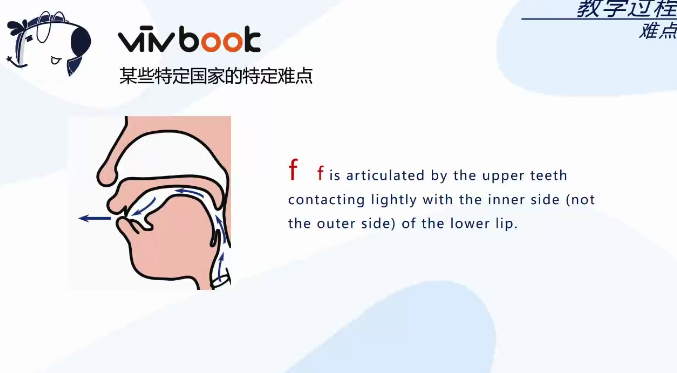 教学过程
难点
vivbook
某些特定国家的特定难点
f f is articulated by the upper teeth
contacting lightly with the inner side (not
the outer side) of the lower lip.